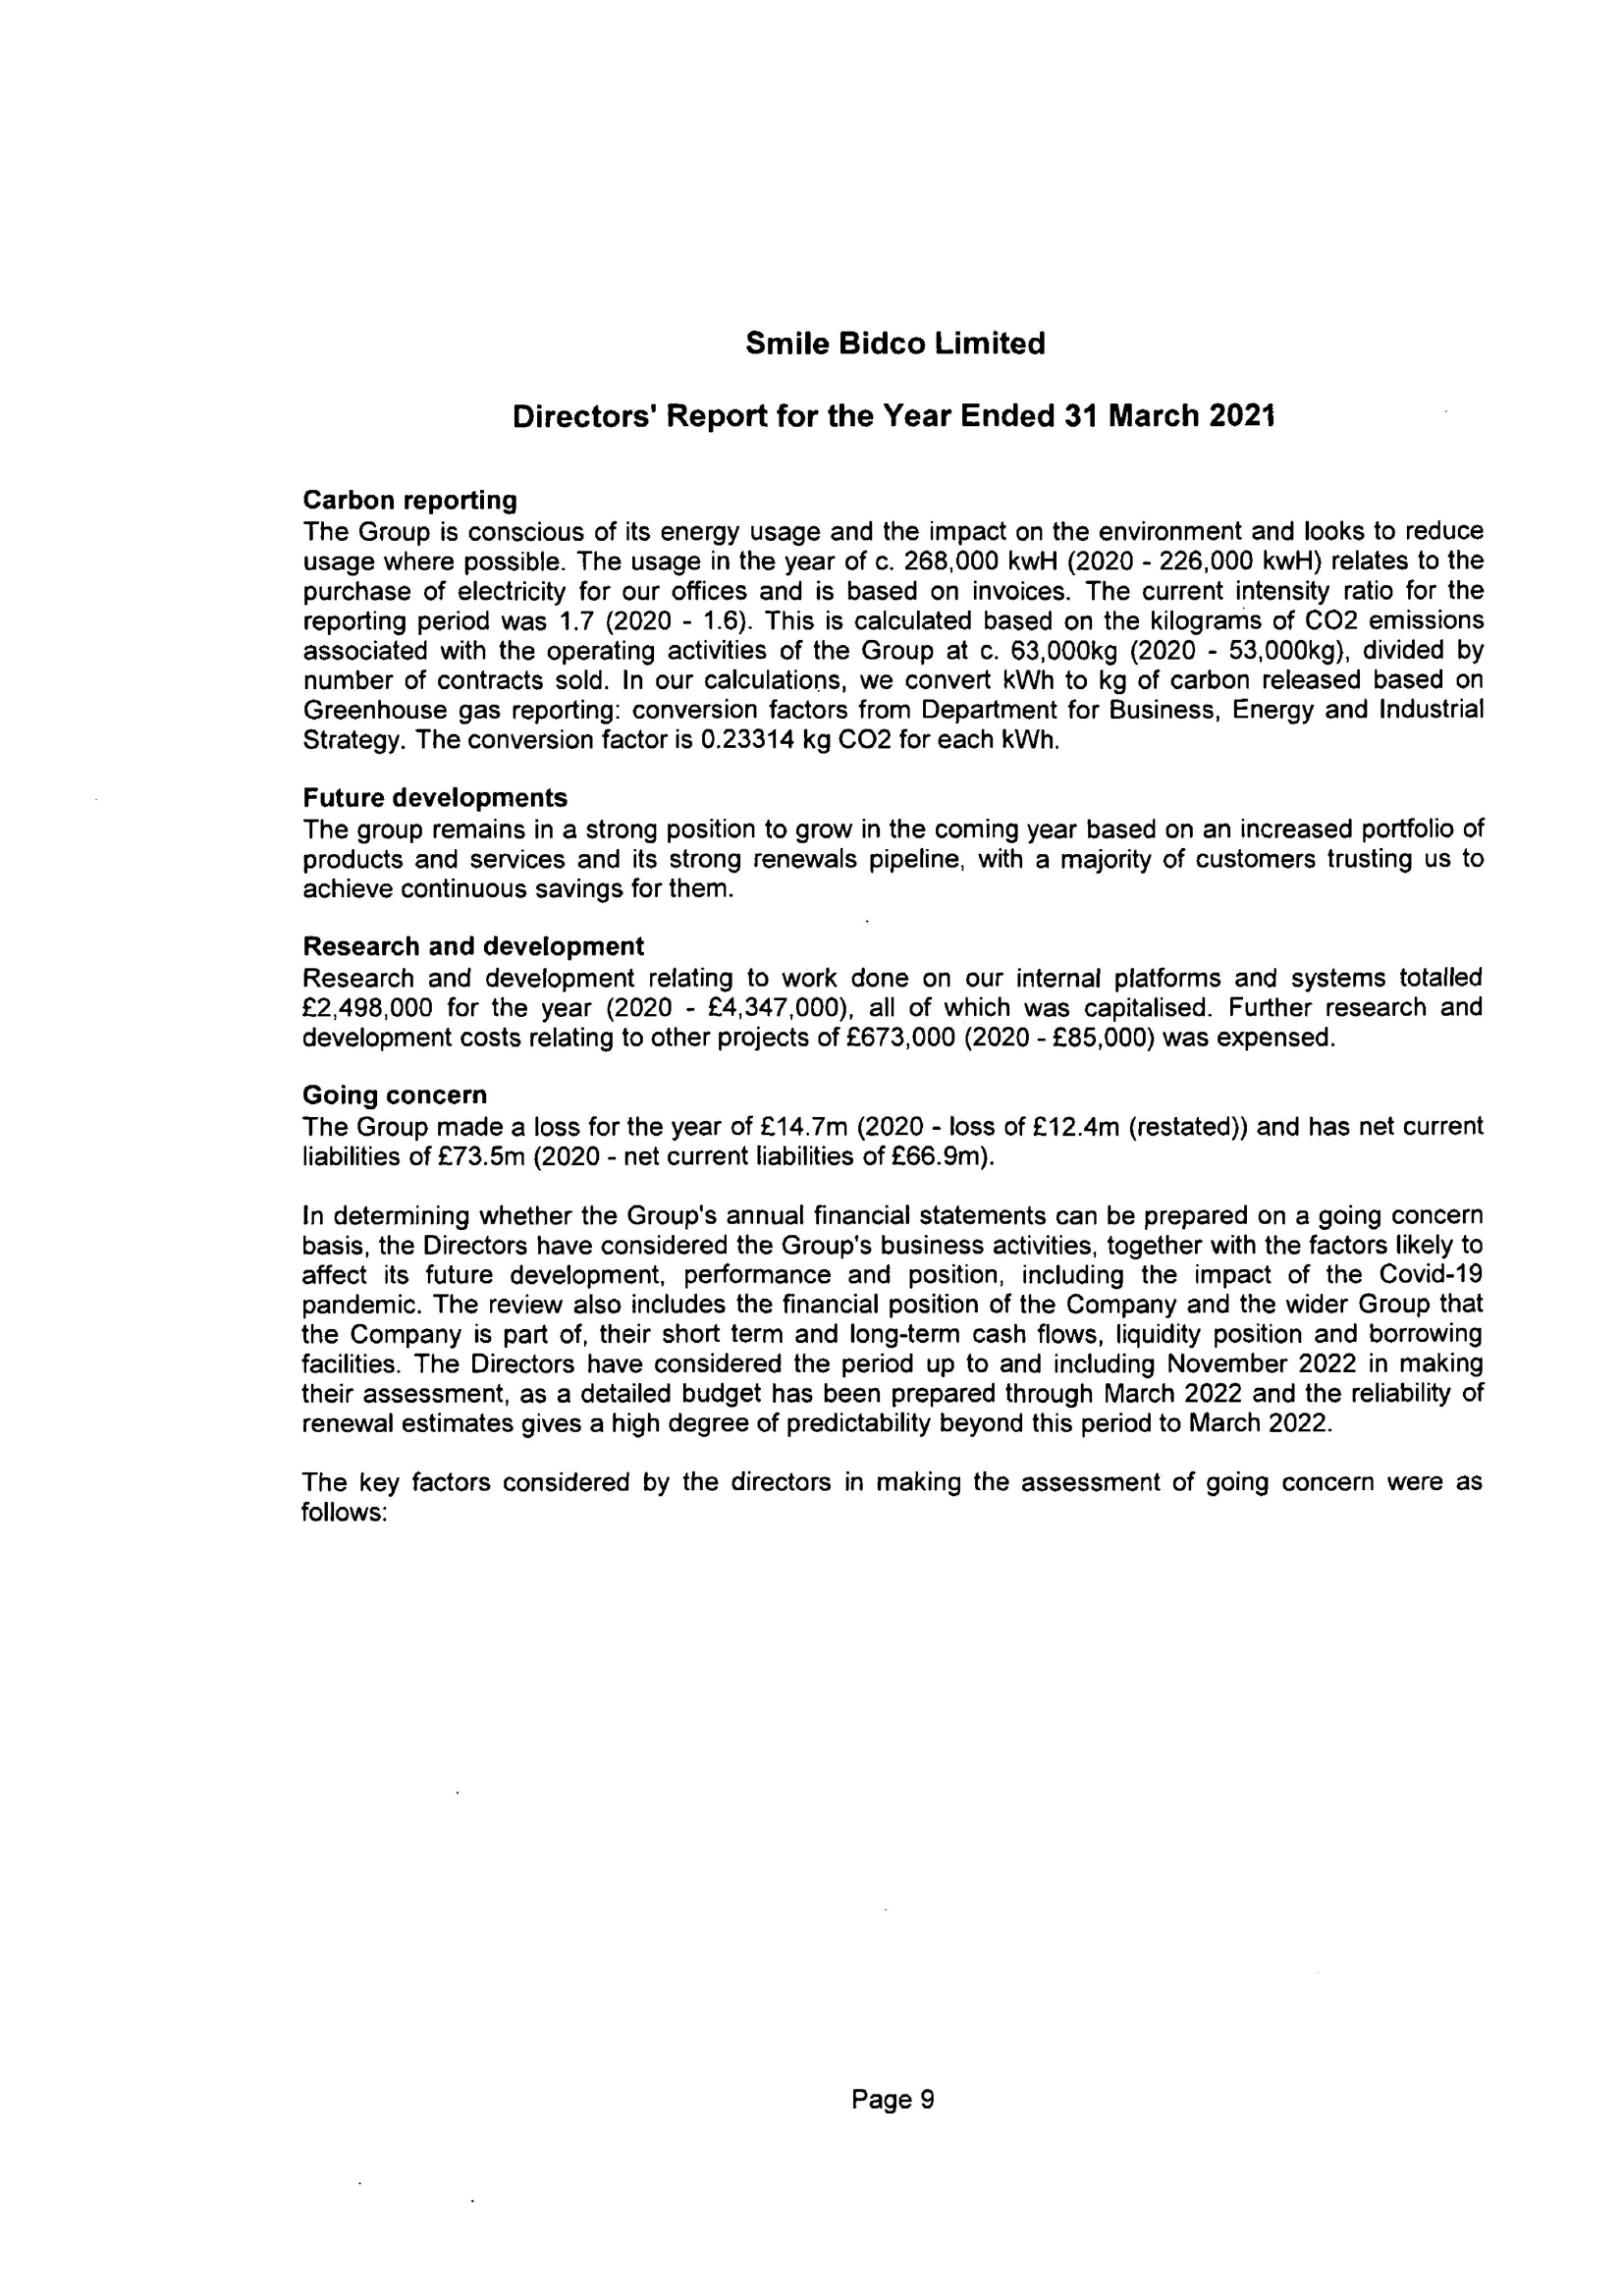 Smile Bidco Limited
Directors' Report for the Year Ended 31 March 2021
Carbon reporting
The Group is conscious of its energy usage and the impact on the environment and looks to reduce
usage where possible. The usage in the year of c. 268,000 kwH (2020 - 226,000 kwH) relates to the
purchase of electricity for our offices and is based on invoices. The current intensity ratio for the
reporting period was 1.7 (2020 - 1.6). This is calculated based on the kilograms of CO2 emissions
associated with the operating activities of the Group at c. 63,000kg (2020 - 53,000kg), divided by
number of contracts sold. In our calculations, we convert kWh to kg of carbon released based on
Greenhouse gas reporting: conversion factors from Department for Business, Energy and Industrial
Strategy. The conversion factor is 0.23314 kg CO2 for each kWh.
Future developments
The group remains in a strong position to grow in the coming year based on an increased portfolio of
products and services and its strong renewals pipeline, with a majority of customers trusting us to
achieve continuous savings for them.
Research and development
Research and development relating to work done on our internal platforms and systems totalled
£2,498,000 for the year (2020 - £4,347,000), all of which was capitalised. Further research and
development costs relating to other projects of £673,000 (2020 - £85,000) was expensed.
Going concern
The Group made a loss for the year of £14.7m (2020 - loss of £12.4m (restated)) and has net current
liabilities of £73.5m (2020 - net current liabilities of £66.9m).
In determining whether the Group's annual financial statements can be prepared on a going concern
basis, the Directors have considered the Group's business activities, together with the factors likely to
affect its future development, performance and position, including the impact of the Covid-19
pandemic. The review also includes the financial position of the Company and the wider Group that
the Company is part of, their short term and long-term cash flows, liquidity position and borrowing
facilities. The Directors have considered the period up to and including November 2022 in making
their assessment, as a detailed budget has been prepared through March 2022 and the reliability of
renewal estimates gives a high degree of predictability beyond this period to March 2022.
The key factors considered by the directors in making the assessment of going concern were as
follows:
Page 9